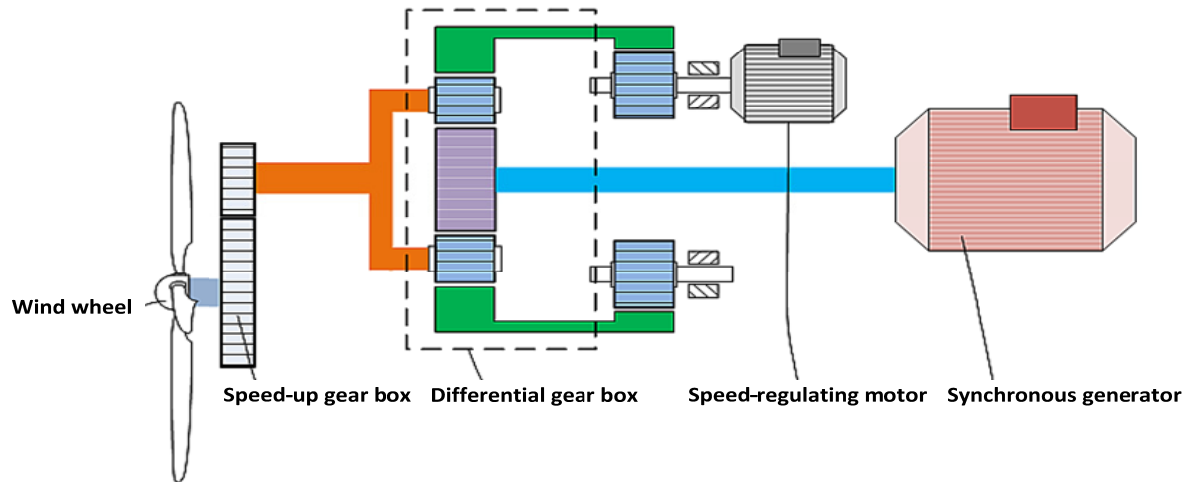 Wind wheel
Speed-up gear box
Differential gear box
Speed-regulating motor
Synchronous generator